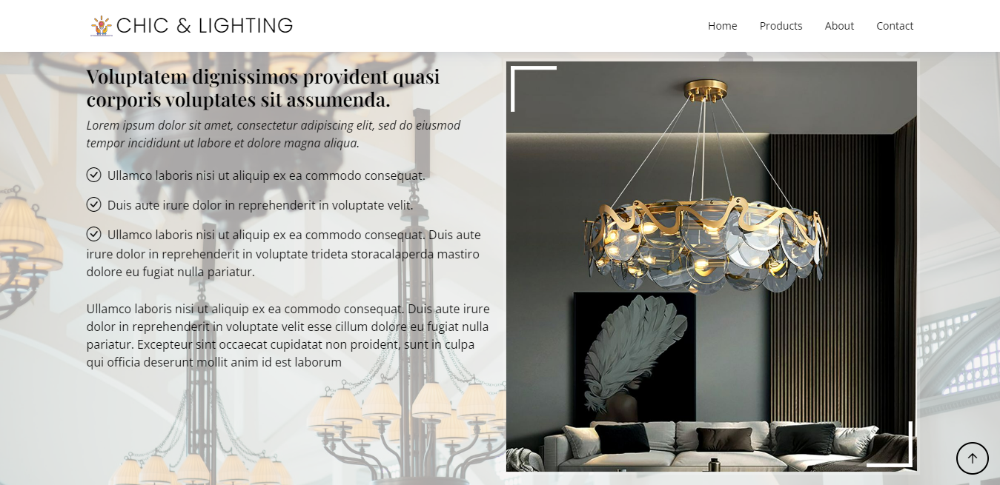 CHIC & LIGHTING
Home Products About Contact
Voluptatem dignissimos provident quasi
corporis voluptates sit assumenda.
Lorem ipsum dolor sit amet, consectetur adipiscing elit, sed do eiusmod
tempor incididunt ut labore et dolore magna aliqua.
Ullamco laboris nisi ut aliquip ex ea commodo consequat.
Duis aute irure dolor in reprehenderit in voluptate velit.
Ullamco laboris nisi ut aliquip ex ea commodo consequat. Duis aute
irure dolor in reprehenderit in voluptate trideta storacalaperda mastiro
dolore eu fugiat nulla pariatur.
Ullamco laboris nisi ut aliquip ex ea commodo consequat. Duis aute irure
dolor in reprehenderit in voluptate velit esse cillum dolore eu fugiat nulla
pariatur. Excepteur sint occaecat cupidatat non proident, sunt in culpa
qui officia deserunt mollit anim id est laborum